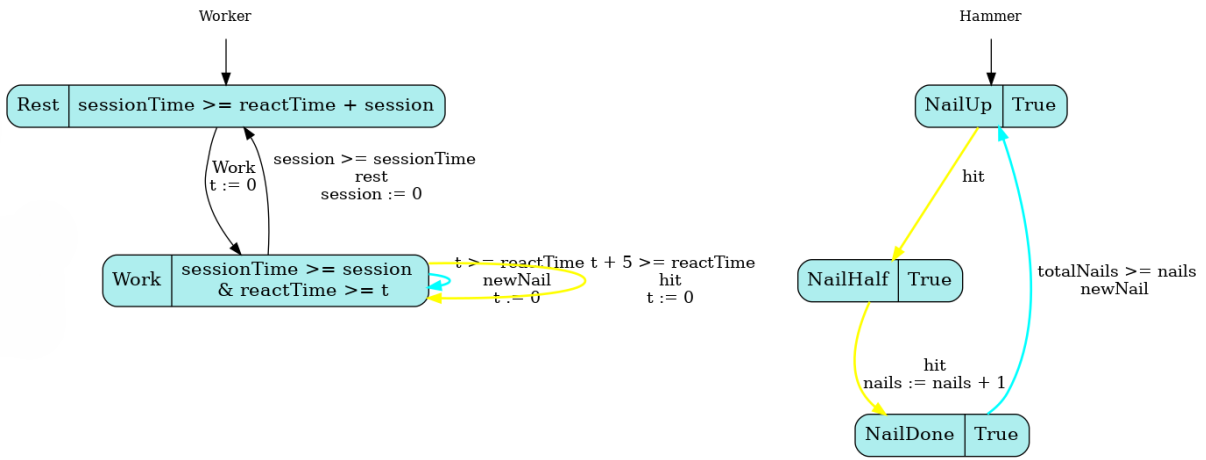 Worker
Rest sessionTime >= reactTime + session
Work
t := 0
session >= sessionTime
rest
session := 0
Work sessionTime >= session
& reactTime >= t
t >= reactTime
newNail
t := 0
t + 5 >= reactTime
hit
t := 0
Hammer
NailUp True
hit
NailHalf True
totalNails >= nails
newNail
hit
nails := nails + 1
NailDone True